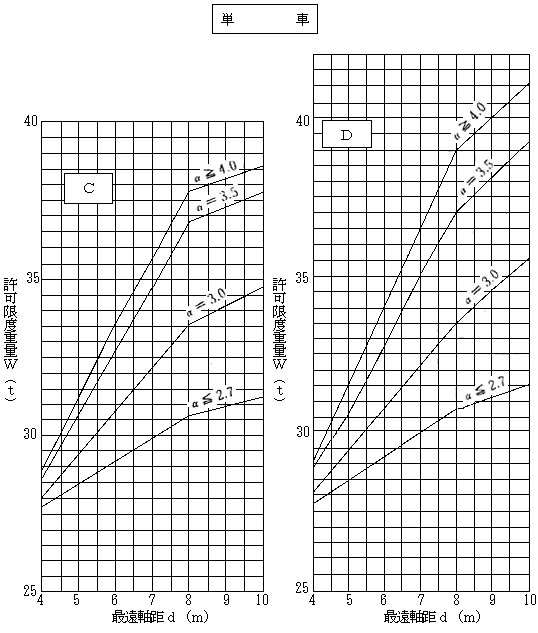 単　　　車
C
40
35
30
25
許可限度重量W（t）
α≧4.0
α=3.5
α=3.0
α≦2.7
4 5 6 7 8 9 10
最遠軸距d（m）
D
40
35
30
25
許可限度重量W（t）
α≧4.0
α=3.5
α=3.0
α≦2.7
4 5 6 7 8 9 10
最遠軸距d（m）